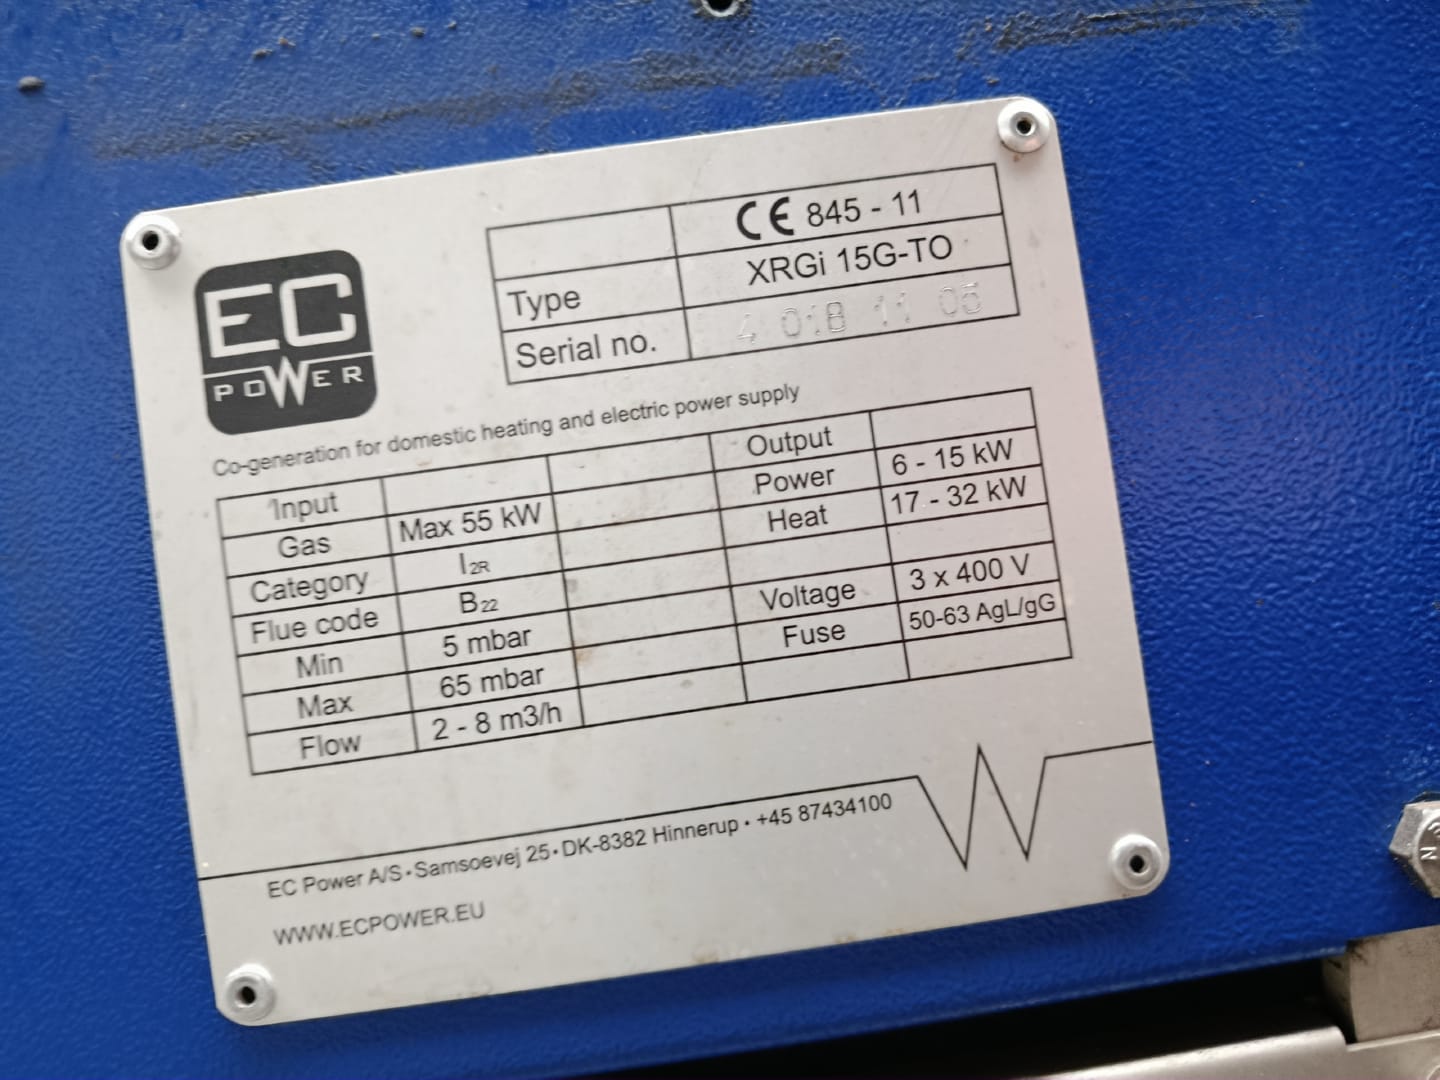 EC
POWER
CE 845 - 11
Type XRGi 15G-TO
Serial no. 4 018 11 05
Co-generation for domestic heating and electric power supply
Input Output
Gas Max 55 kW Power 6 - 15 kW
Category I2R Heat 17 - 32 kW
Flue code B22
Min 5 mbar Voltage 3 x 400 V
Max 65 mbar Fuse 50-63 AgL/gG
Flow 2 - 8 m3/h
EC Power A/S • Samsoevej 25 • DK-8382 Hinnerup • +45 87434100
WWW.ECPOWER.EU